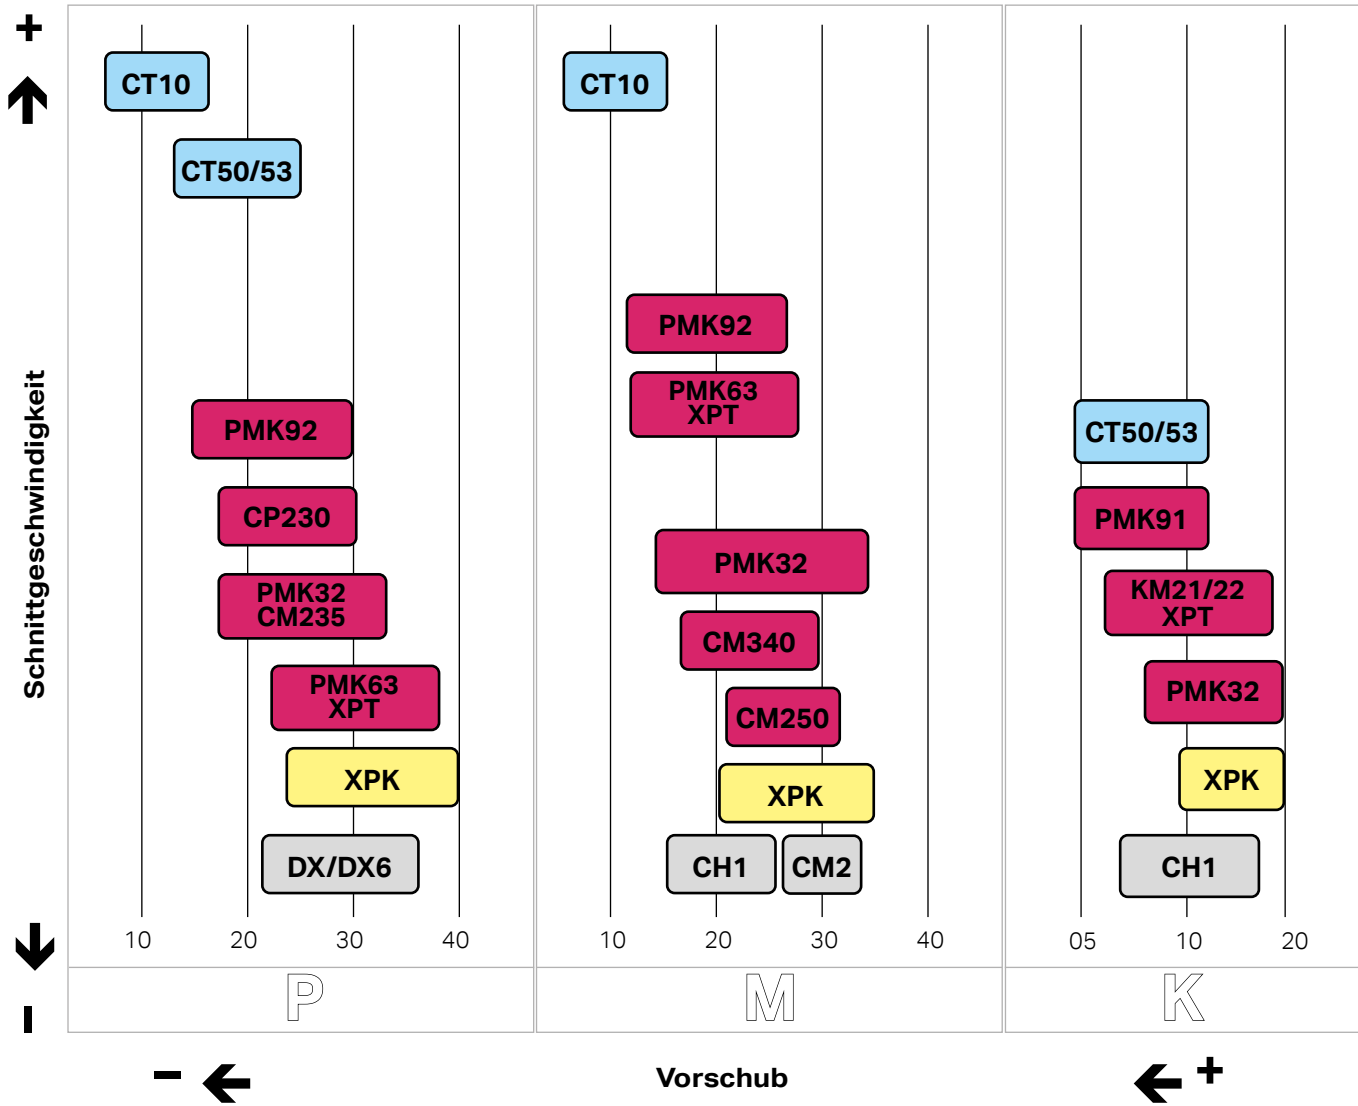 +
CT10
CT50/53
PMK92
CP230
PMK32
CM235
PMK63
XPT
XPK
DX/DX6
10 20 30 40
P
CT10
PMK92
PMK63
XPT
PMK32
CM340
CM250
XPK
CH1 CM2
10 20 30 40
M
CT50/53
PMK91
KM21/22
XPT
PMK32
XPK
CH1
05 10 20
K
Schnittgeschwindigkeit
–
– Vorschub +